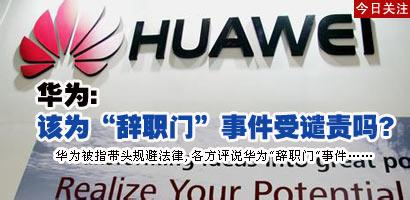 今日关注
HUAWEI
华为:
该为“辞职门”事件受谴责吗?
华为被指带头规避法律,各方评说华为“辞职门”事件……
Realize Your Potential